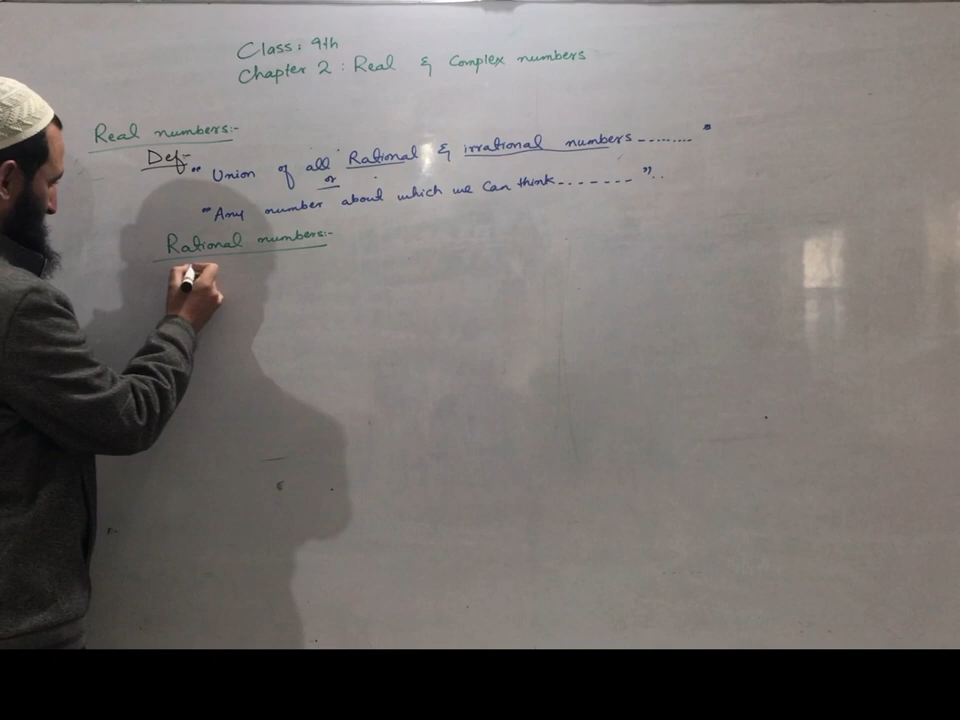 Class: 9th
Chapter 2: Real & Complex numbers
Real numbers:-
Def:- " Union of all Rational & irrational numbers --------- "
or
"Any number about which we can think------- "..
Rational numbers:-